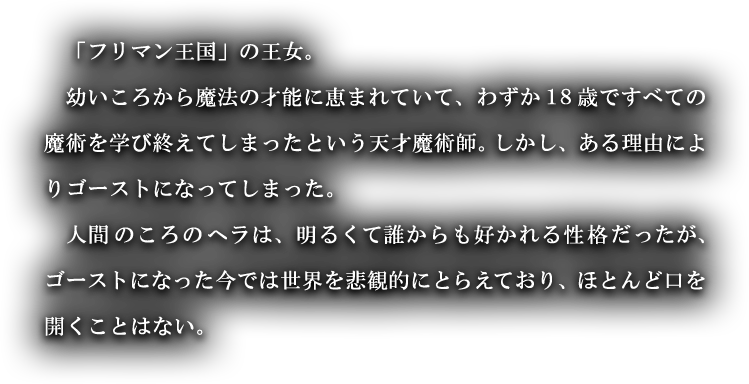 「フリマン王国」の王女。
幼いころから魔法の才能に恵まれていて、わずか18歳ですべての
魔術を学び終えてしまったという天才魔術師。しかし、ある理由によ
りゴーストになってしまった。
人間のころのヘラは、明るくて誰からも好かれる性格だったが、
ゴーストになった今では世界を悲観的にとらえており、ほとんど口を
開くことはない。